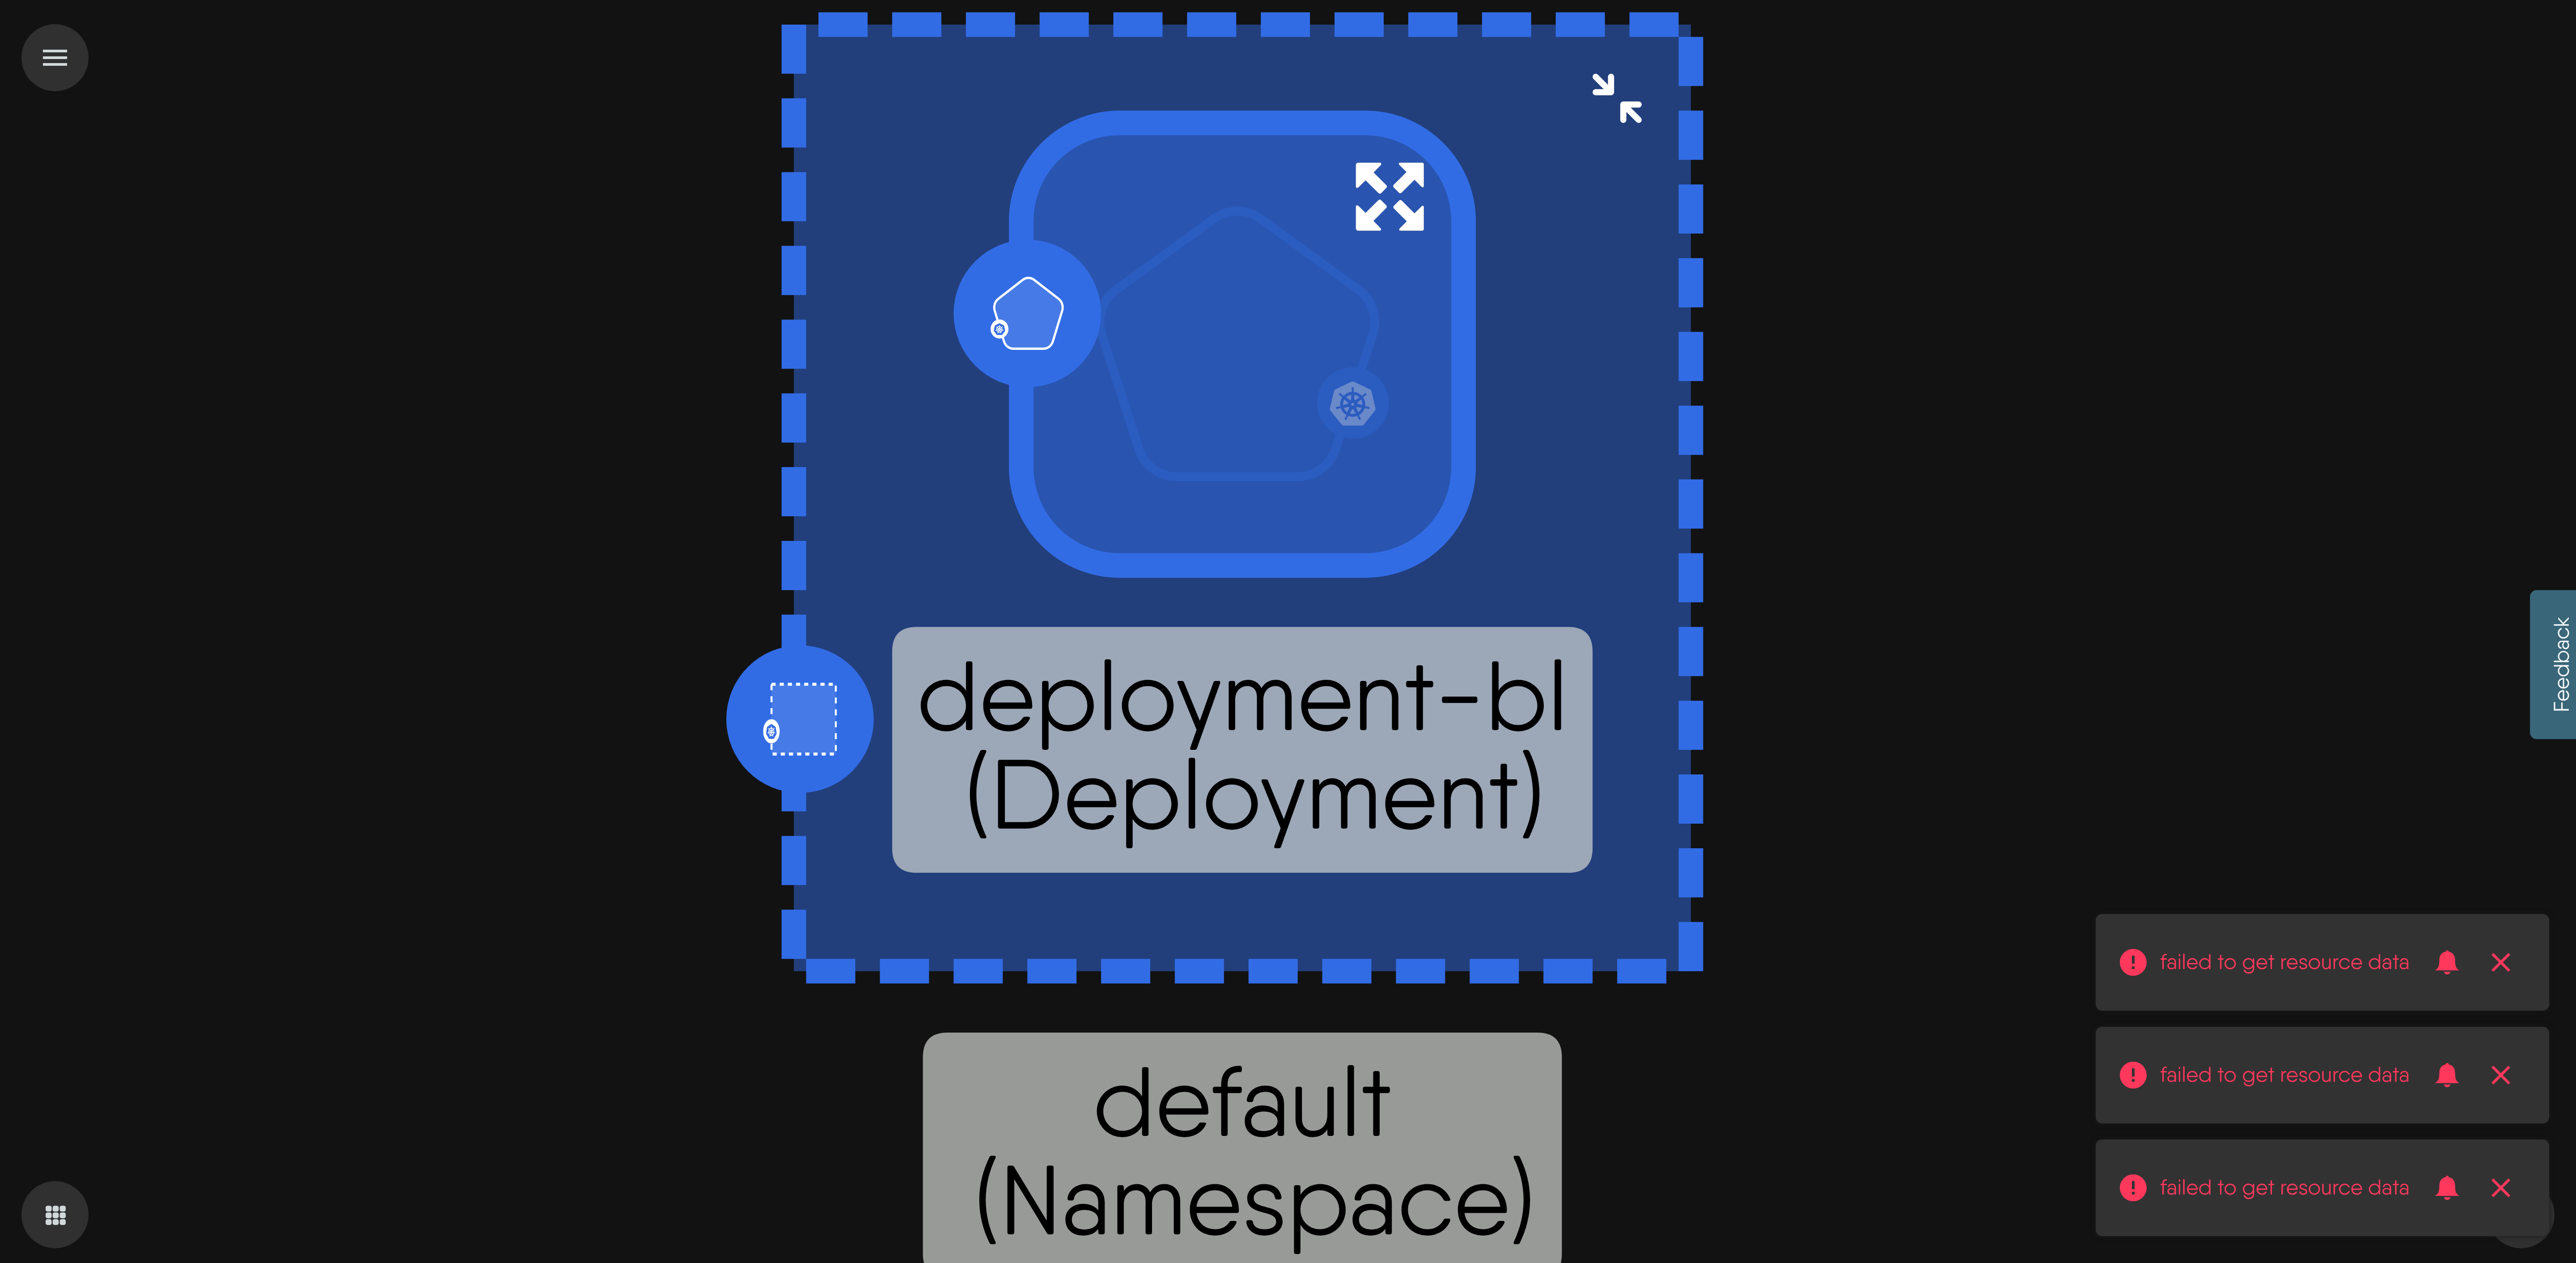 deployment-bl
(Deployment)
default
(Namespace)
Feedback
failed to get resource data
failed to get resource data
failed to get resource data